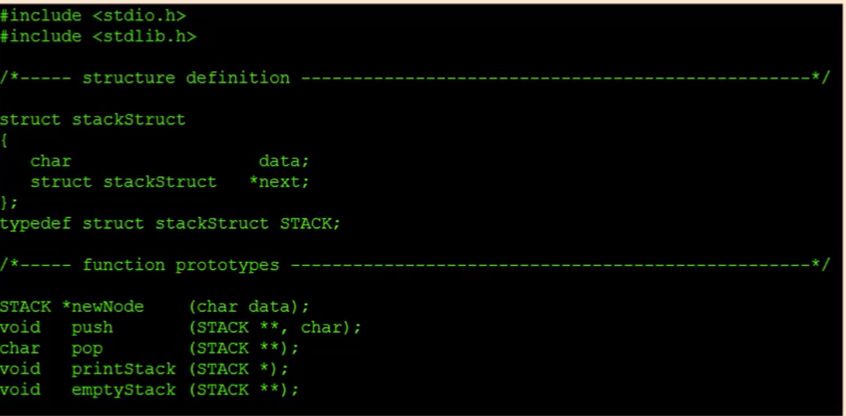 #include <stdio.h>
#include <stdlib.h>
/*----- structure definition -------------------------------------------------*/
struct stackStruct
{
char data;
struct stackStruct *next;
};
typedef struct stackStruct STACK;
/*----- function prototypes --------------------------------------------------*/
STACK *newNode (char data);
void push (STACK **, char);
char pop (STACK **);
void printStack (STACK *);
void emptyStack (STACK **);